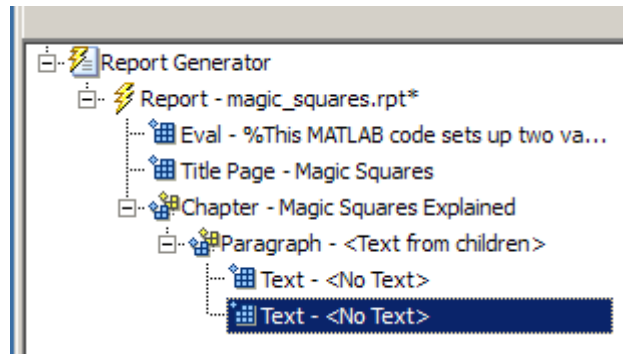 Report Generator
Report - magic_squares.rpt*
Eval - %This MATLAB code sets up two va...
Title Page - Magic Squares
Chapter - Magic Squares Explained
Paragraph - <Text from children>
Text - <No Text>
Text - <No Text>